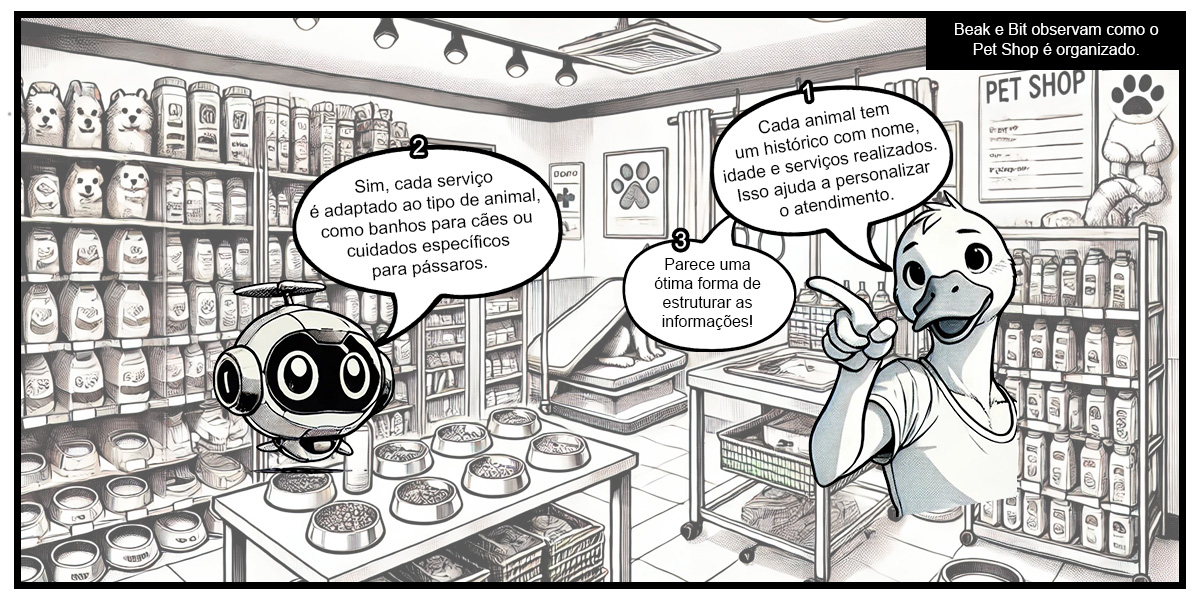 Beak e Bit observam como o
Pet Shop é organizado.
PET SHOP
1
Cada animal tem
um histórico com nome,
idade e serviços realizados.
Isso ajuda a personalizar
o atendimento.
2
Sim, cada serviço
é adaptado ao tipo de animal,
como banhos para cães ou
cuidados específicos
para pássaros.
3
Parece uma
ótima forma de
estruturar as
informações!